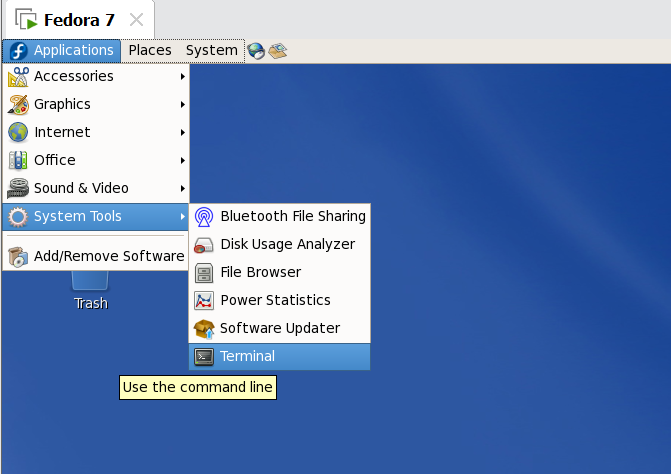 Fedora 7
Applications Places System
Accessories
Graphics
Internet
Office
Sound & Video
System Tools
Add/Remove Software
Bluetooth File Sharing
Disk Usage Analyzer
File Browser
Power Statistics
Software Updater
Terminal
Trash
Use the command line